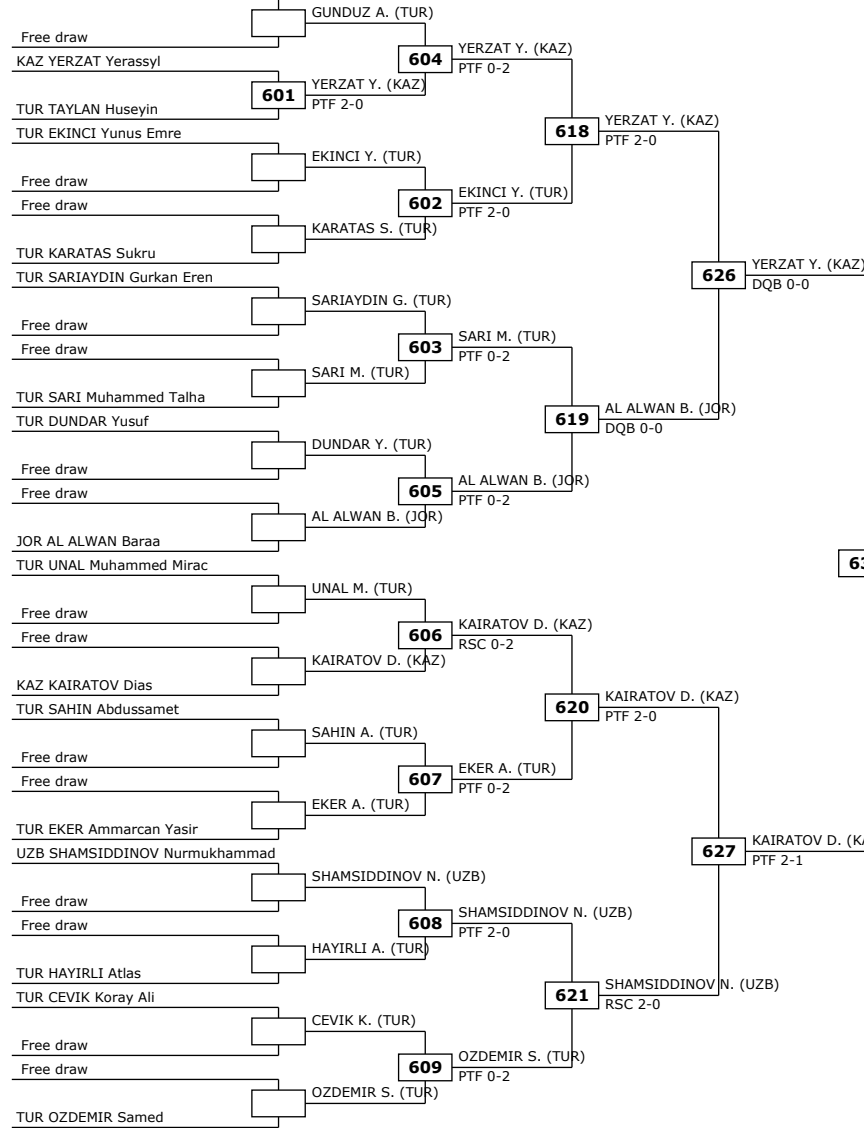 GUNDUZ A. (TUR)
Free draw
604
YERZAT Y. (KAZ)
PTF 0-2
KAZ YERZAT Yerassyl
601
YERZAT Y. (KAZ)
PTF 2-0
TUR TAYLAN Huseyin
618
YERZAT Y. (KAZ)
PTF 2-0
TUR EKINCI Yunus Emre
EKINCI Y. (TUR)
Free draw
602
EKINCI Y. (TUR)
PTF 2-0
Free draw
KARATAS S. (TUR)
TUR KARATAS Sukru
626
YERZAT Y. (KAZ)
DQB 0-0
TUR SARIAYDIN Gurkan Eren
SARIAYDIN G. (TUR)
Free draw
603
SARI M. (TUR)
PTF 0-2
Free draw
SARI M. (TUR)
TUR SARI Muhammed Talha
619
AL ALWAN B. (JOR)
DQB 0-0
TUR DUNDAR Yusuf
DUNDAR Y. (TUR)
Free draw
605
AL ALWAN B. (JOR)
PTF 0-2
Free draw
AL ALWAN B. (JOR)
JOR AL ALWAN Baraa
TUR UNAL Muhammed Mirac
UNAL M. (TUR)
Free draw
606
KAIRATOV D. (KAZ)
RSC 0-2
Free draw
KAIRATOV D. (KAZ)
KAZ KAIRATOV Dias
620
KAIRATOV D. (KAZ)
PTF 2-0
TUR SAHIN Abdussamet
SAHIN A. (TUR)
Free draw
607
EKER A. (TUR)
PTF 0-2
Free draw
EKER A. (TUR)
TUR EKER Ammarcan Yasir
627
KAIRATOV D.
PTF 2-1
UZB SHAMSIDDINOV Nurmukhammad
SHAMSIDDINOV N. (UZB)
Free draw
608
SHAMSIDDINOV N. (UZB)
PTF 2-0
Free draw
HAYIRLI A. (TUR)
TUR HAYIRLI Atlas
621
SHAMSIDDINOV N. (UZB)
RSC 2-0
TUR CEVIK Koray Ali
CEVIK K. (TUR)
Free draw
609
OZDEMIR S. (TUR)
PTF 0-2
Free draw
OZDEMIR S. (TUR)
TUR OZDEMIR Samed